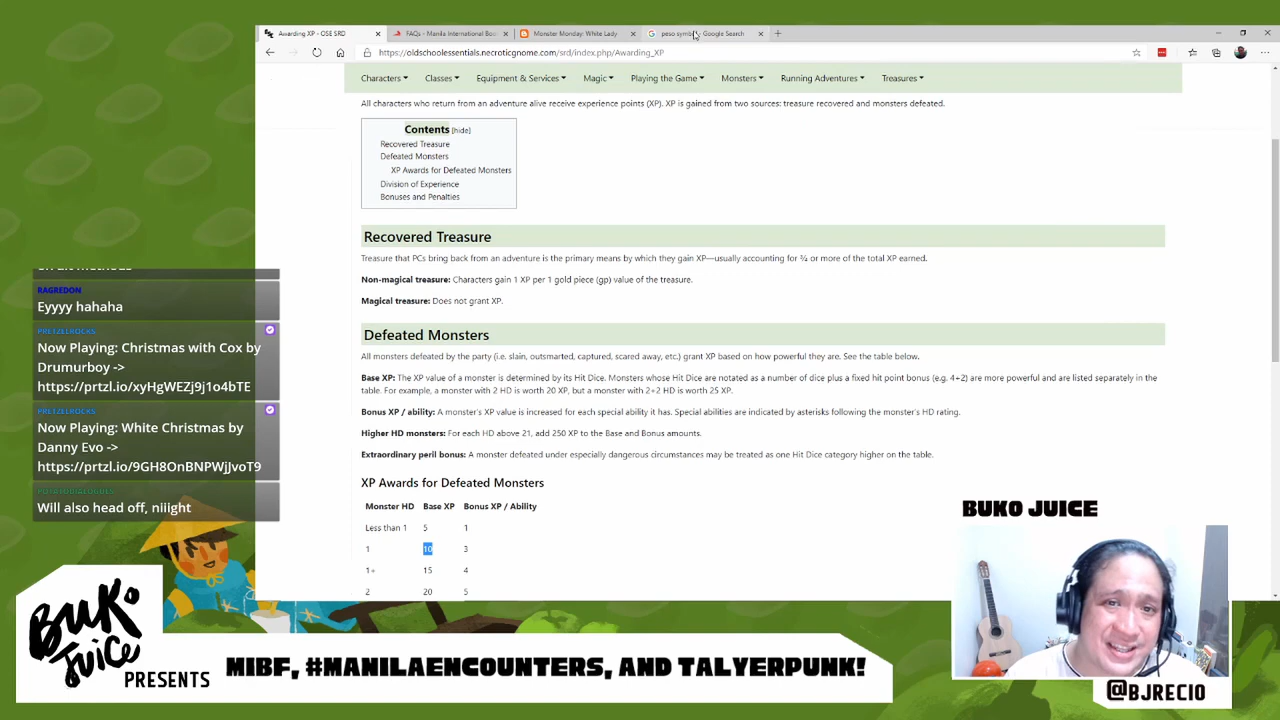 Awarding XP - OSE SRD
FAQs - Manila International Boo
Monster Monday: White Lady
peso symbol - Google Search
https://oldschoolessentials.necroticgnome.com/srd/index.php/Awarding_XP
Characters
Classes
Equipment & Services
Magic
Playing the Game
Monsters
Running Adventures
Treasures
All characters who return from an adventure alive receive experience points (XP). XP is gained from two sources: treasure recovered and monsters defeated.
Contents [hide]
Recovered Treasure
Defeated Monsters
XP Awards for Defeated Monsters
Division of Experience
Bonuses and Penalties
Recovered Treasure
Treasure that PCs bring back from an adventure is the primary means by which they gain XP—usually accounting for ¾ or more of the total XP earned.
Non-magical treasure: Characters gain 1 XP per 1 gold piece (gp) value of the treasure.
Magical treasure: Does not grant XP.
Defeated Monsters
All monsters defeated by the party (i.e. slain, outsmarted, captured, scared away, etc.) grant XP based on how powerful they are. See the table below.
Base XP: The XP value of a monster is determined by its Hit Dice. Monsters whose Hit Dice are notated as a number of dice plus a fixed hit point bonus (e.g. 4+2) are more powerful and are listed separately in the
table. For example, a monster with 2 HD is worth 20 XP, but a monster with 2+2 HD is worth 25 XP.
Bonus XP / ability: A monster's XP value is increased for each special ability it has. Special abilities are indicated by asterisks following the monster's HD rating.
Higher HD monsters: For each HD above 21, add 250 XP to the Base and Bonus amounts.
Extraordinary peril bonus: A monster defeated under especially dangerous circumstances may be treated as one Hit Dice category higher on the table.
XP Awards for Defeated Monsters
Monster HD Base XP Bonus XP / Ability
Less than 1 5 1
1 10 3
1+ 15 4
2 20 5
RAGREDON
Eyyyy hahaha
PRETZELROCKS
Now Playing: Christmas with Cox by
Drumurboy ->
https://prtzl.io/xyHgWEZj9j1o4bTE
PRETZELROCKS
Now Playing: White Christmas by
Danny Evo ->
https://prtzl.io/9GH8OnBNPWjJvoT9
Will also head off, niiight
BUKO JUICE
BUKO
JUICE
PRESENTS
MIBF, #MANILAENCOUNTERS, AND TALYERPUNK!
@BJRECIO